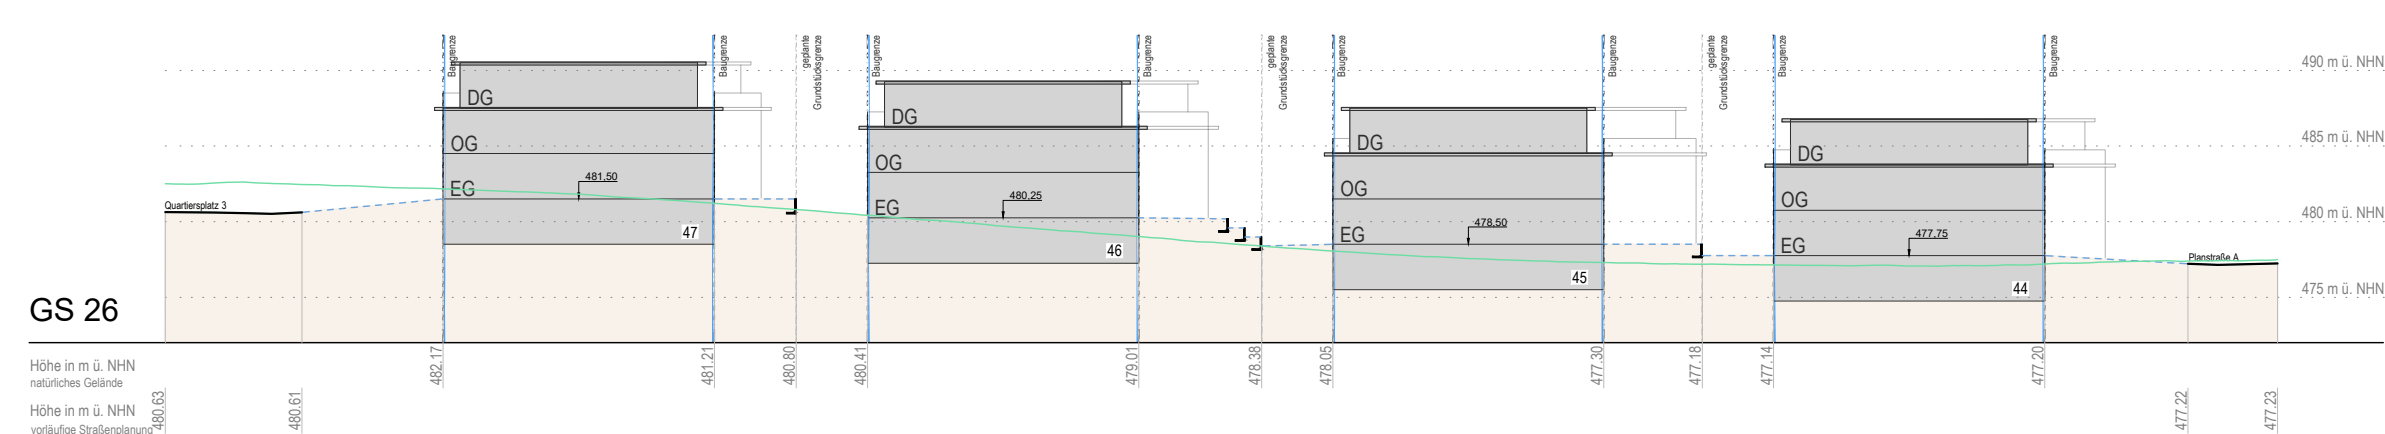 Baugrenze
Baugrenze
geplante
Grundstücksgrenze
Baugrenze
Baugrenze
geplante
Grundstücksgrenze
Baugrenze
Baugrenze
geplante
Grundstücksgrenze
Baugrenze
Baugrenze
490 m ü. NHN
485 m ü. NHN
480 m ü. NHN
475 m ü. NHN
DG
OG
EG
481,50
47
DG
OG
EG
480,25
46
DG
OG
EG
478,50
45
DG
OG
EG
477,75
44
Quartiersplatz 3
Planstraße A
GS 26
Höhe in m ü. NHN
natürliches Gelände
482.17
481.21
480.80
480.41
479.01
478.38
478.05
477.30
477.18
477.14
477.20
Höhe in m ü. NHN
vorläufige Straßenplanung
480.63
480.61
477.22
477.23